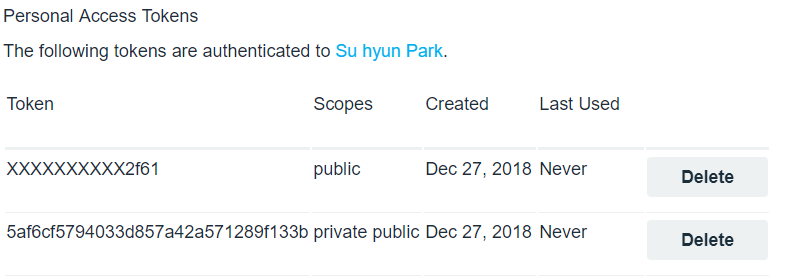 Personal Access Tokens
The following tokens are authenticated to Su hyun Park.
Token Scopes Created Last Used
XXXXXXXXXX2f61 public Dec 27, 2018 Never Delete
5af6cf5794033d857a42a571289f133b private public Dec 27, 2018 Never Delete